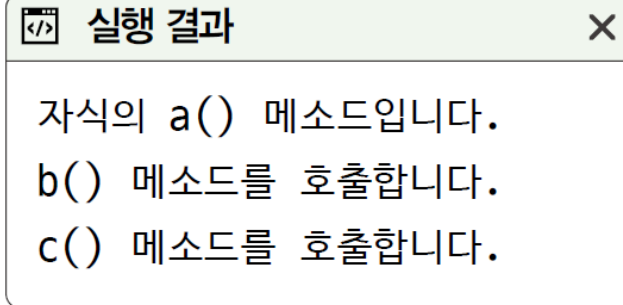 실행 결과
자식의 a() 메소드입니다.
b() 메소드를 호출합니다.
c() 메소드를 호출합니다.